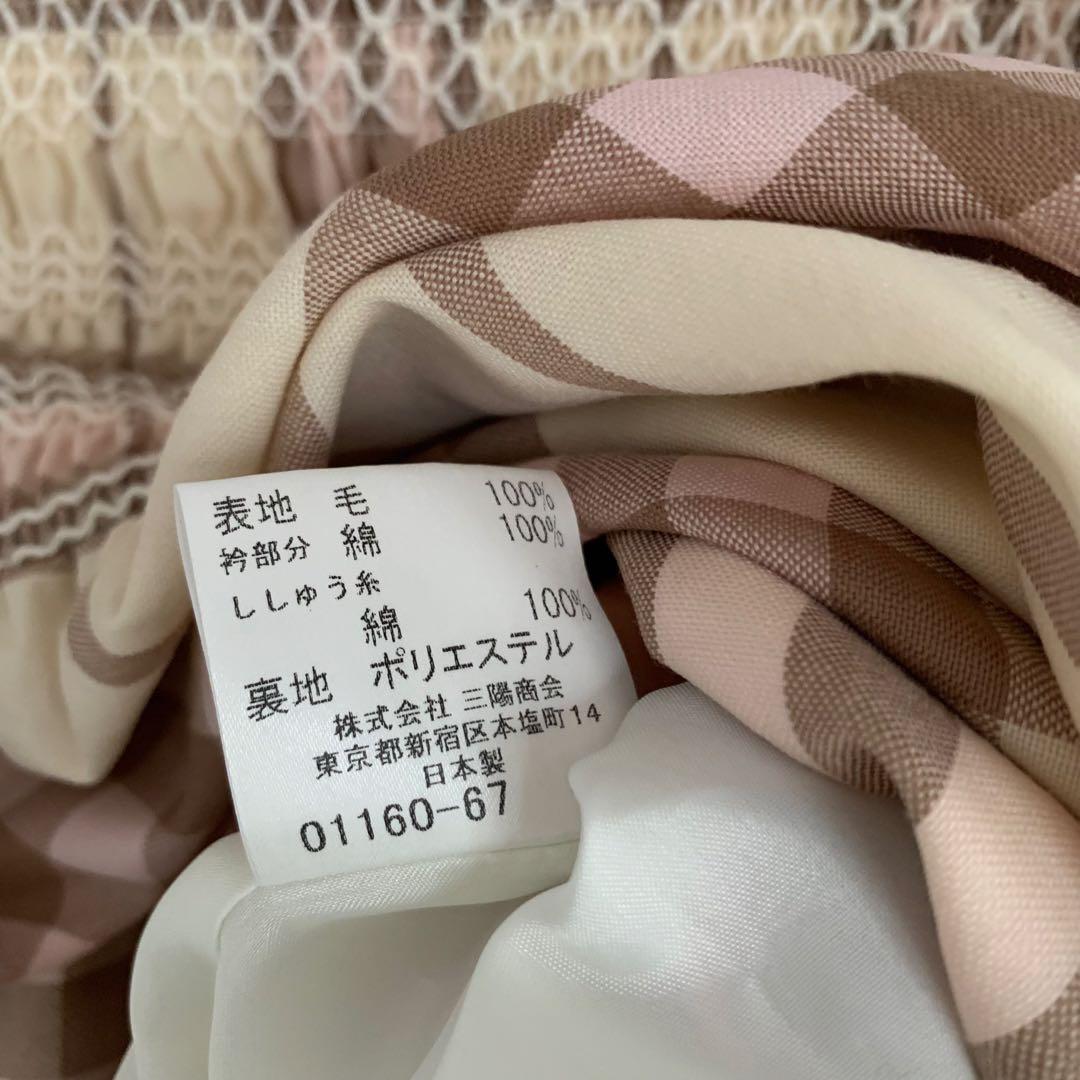 表地 毛 100%
衿部分 綿 100%
ししゅう糸
綿 100%
裏地 ポリエステル
株式会社 三陽商会
東京都新宿区本塩町14
日本製
01160-67